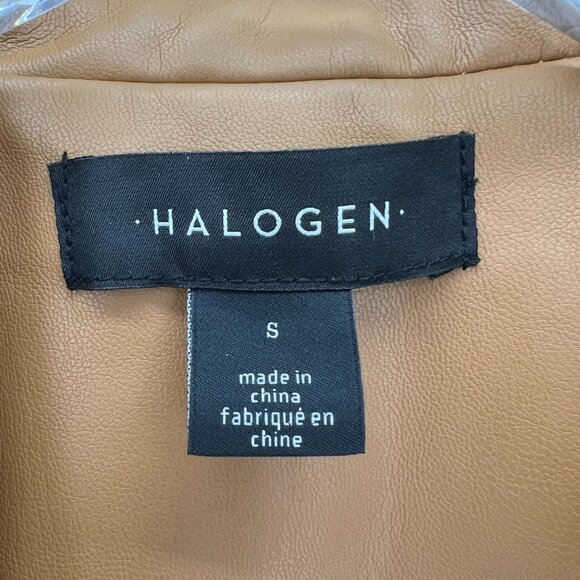 ·HALOGEN·
S
made in
china
fabriqué en
chine